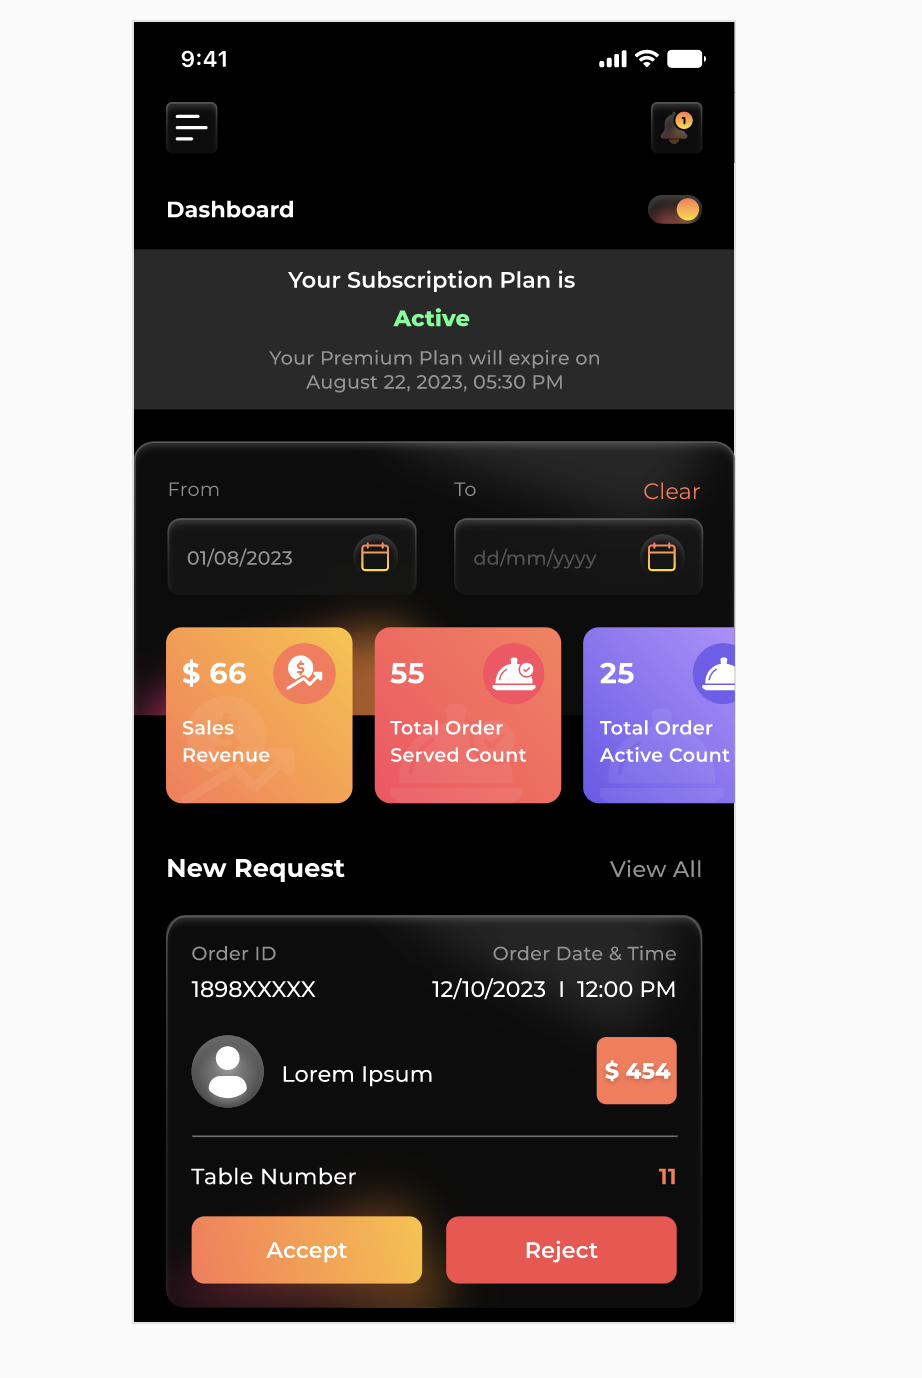 9:41
1
Dashboard
Your Subscription Plan is
Active
Your Premium Plan will expire on
August 22, 2023, 05:30 PM
From
To
Clear
01/08/2023
dd/mm/yyyy
$ 66
55
25
Sales
Revenue
Total Order
Served Count
Total Order
Active Count
New Request
View All
Order ID
Order Date & Time
1898XXXXX
12/10/2023 I 12:00 PM
Lorem Ipsum
$ 454
Table Number
11
Accept
Reject